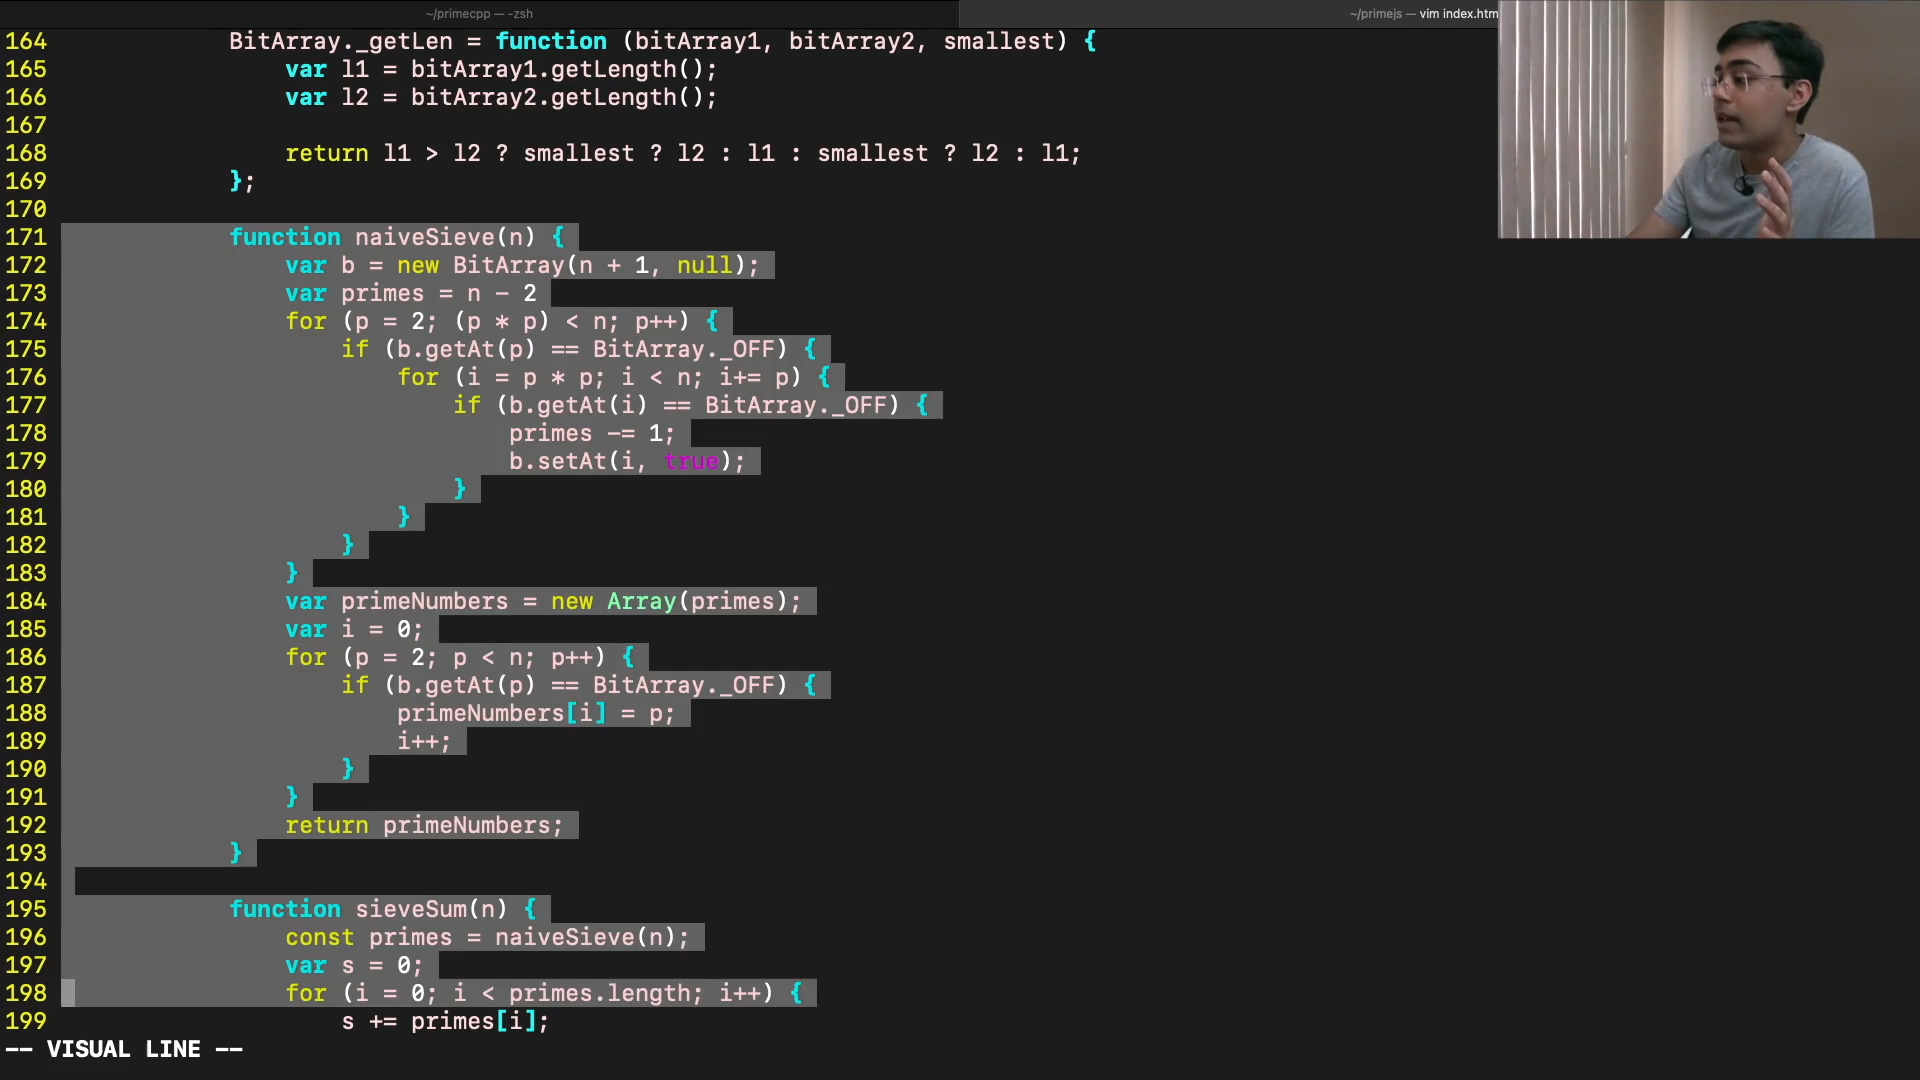 ~/primecpp — -zsh
~/primejs — vim index.htm
164 BitArray._getLen = function (bitArray1, bitArray2, smallest) {
165 var l1 = bitArray1.getLength();
166 var l2 = bitArray2.getLength();
167
168 return l1 > l2 ? smallest ? l2 : l1 : smallest ? l2 : l1;
169 };
170
171 function naiveSieve(n) {
172 var b = new BitArray(n + 1, null);
173 var primes = n - 2
174 for (p = 2; (p * p) < n; p++) {
175 if (b.getAt(p) == BitArray._OFF) {
176 for (i = p * p; i < n; i+= p) {
177 if (b.getAt(i) == BitArray._OFF) {
178 primes -= 1;
179 b.setAt(i, true);
180 }
181 }
182 }
183 }
184 var primeNumbers = new Array(primes);
185 var i = 0;
186 for (p = 2; p < n; p++) {
187 if (b.getAt(p) == BitArray._OFF) {
188 primeNumbers[i] = p;
189 i++;
190 }
191 }
192 return primeNumbers;
193 }
194
195 function sieveSum(n) {
196 const primes = naiveSieve(n);
197 var s = 0;
198 for (i = 0; i < primes.length; i++) {
199 s += primes[i];
-- VISUAL LINE --